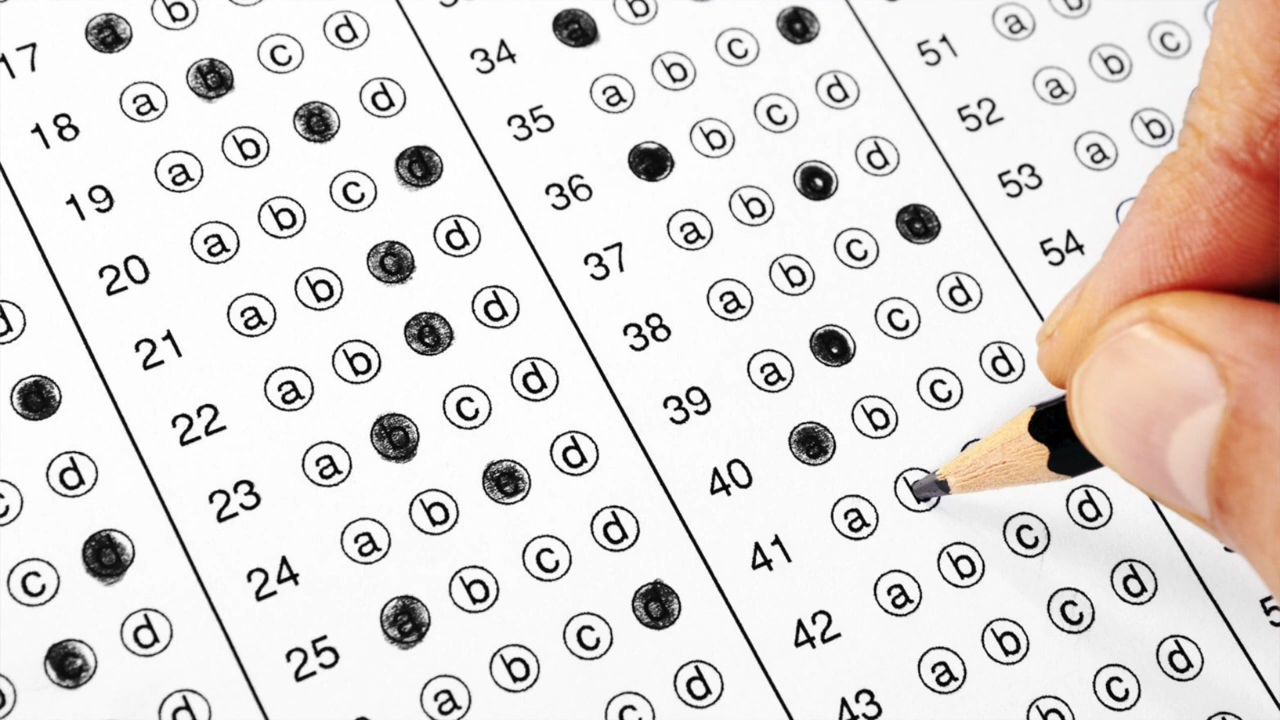 d
d
c d
c d
c d
d
17 a b
18 a b c d
19 a b c d
20 a b c d
21 a b c d
22 a b c d
23 a b c d
24 a b c d
25 a b c d
a b c d
c d
34 a b
35 a b c d
36 a b c d
37 a b c d
38 a b c d
39 a b c d
40 a b c d
41 a b
42 a b c d
43 a b c d
b c d
51 a b
52 a b c
53 a b
54